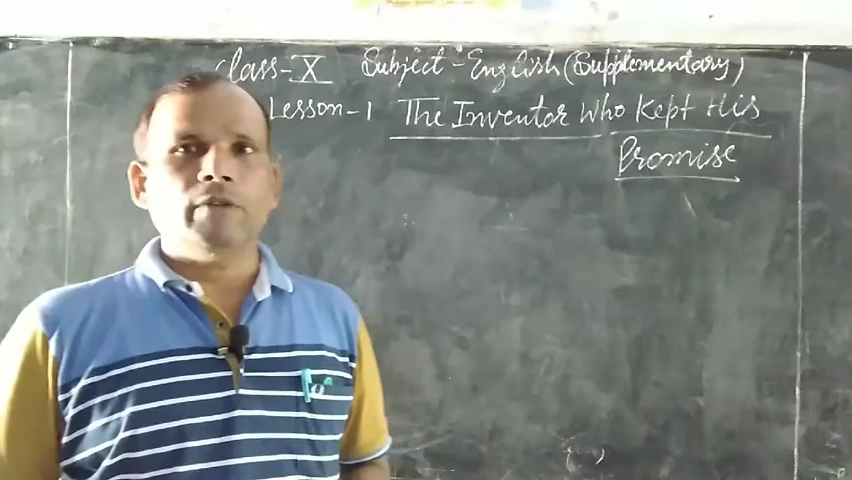 Class-X Subject-English (Supplementary)
Lesson-1 The Inventor Who Kept His
Promise